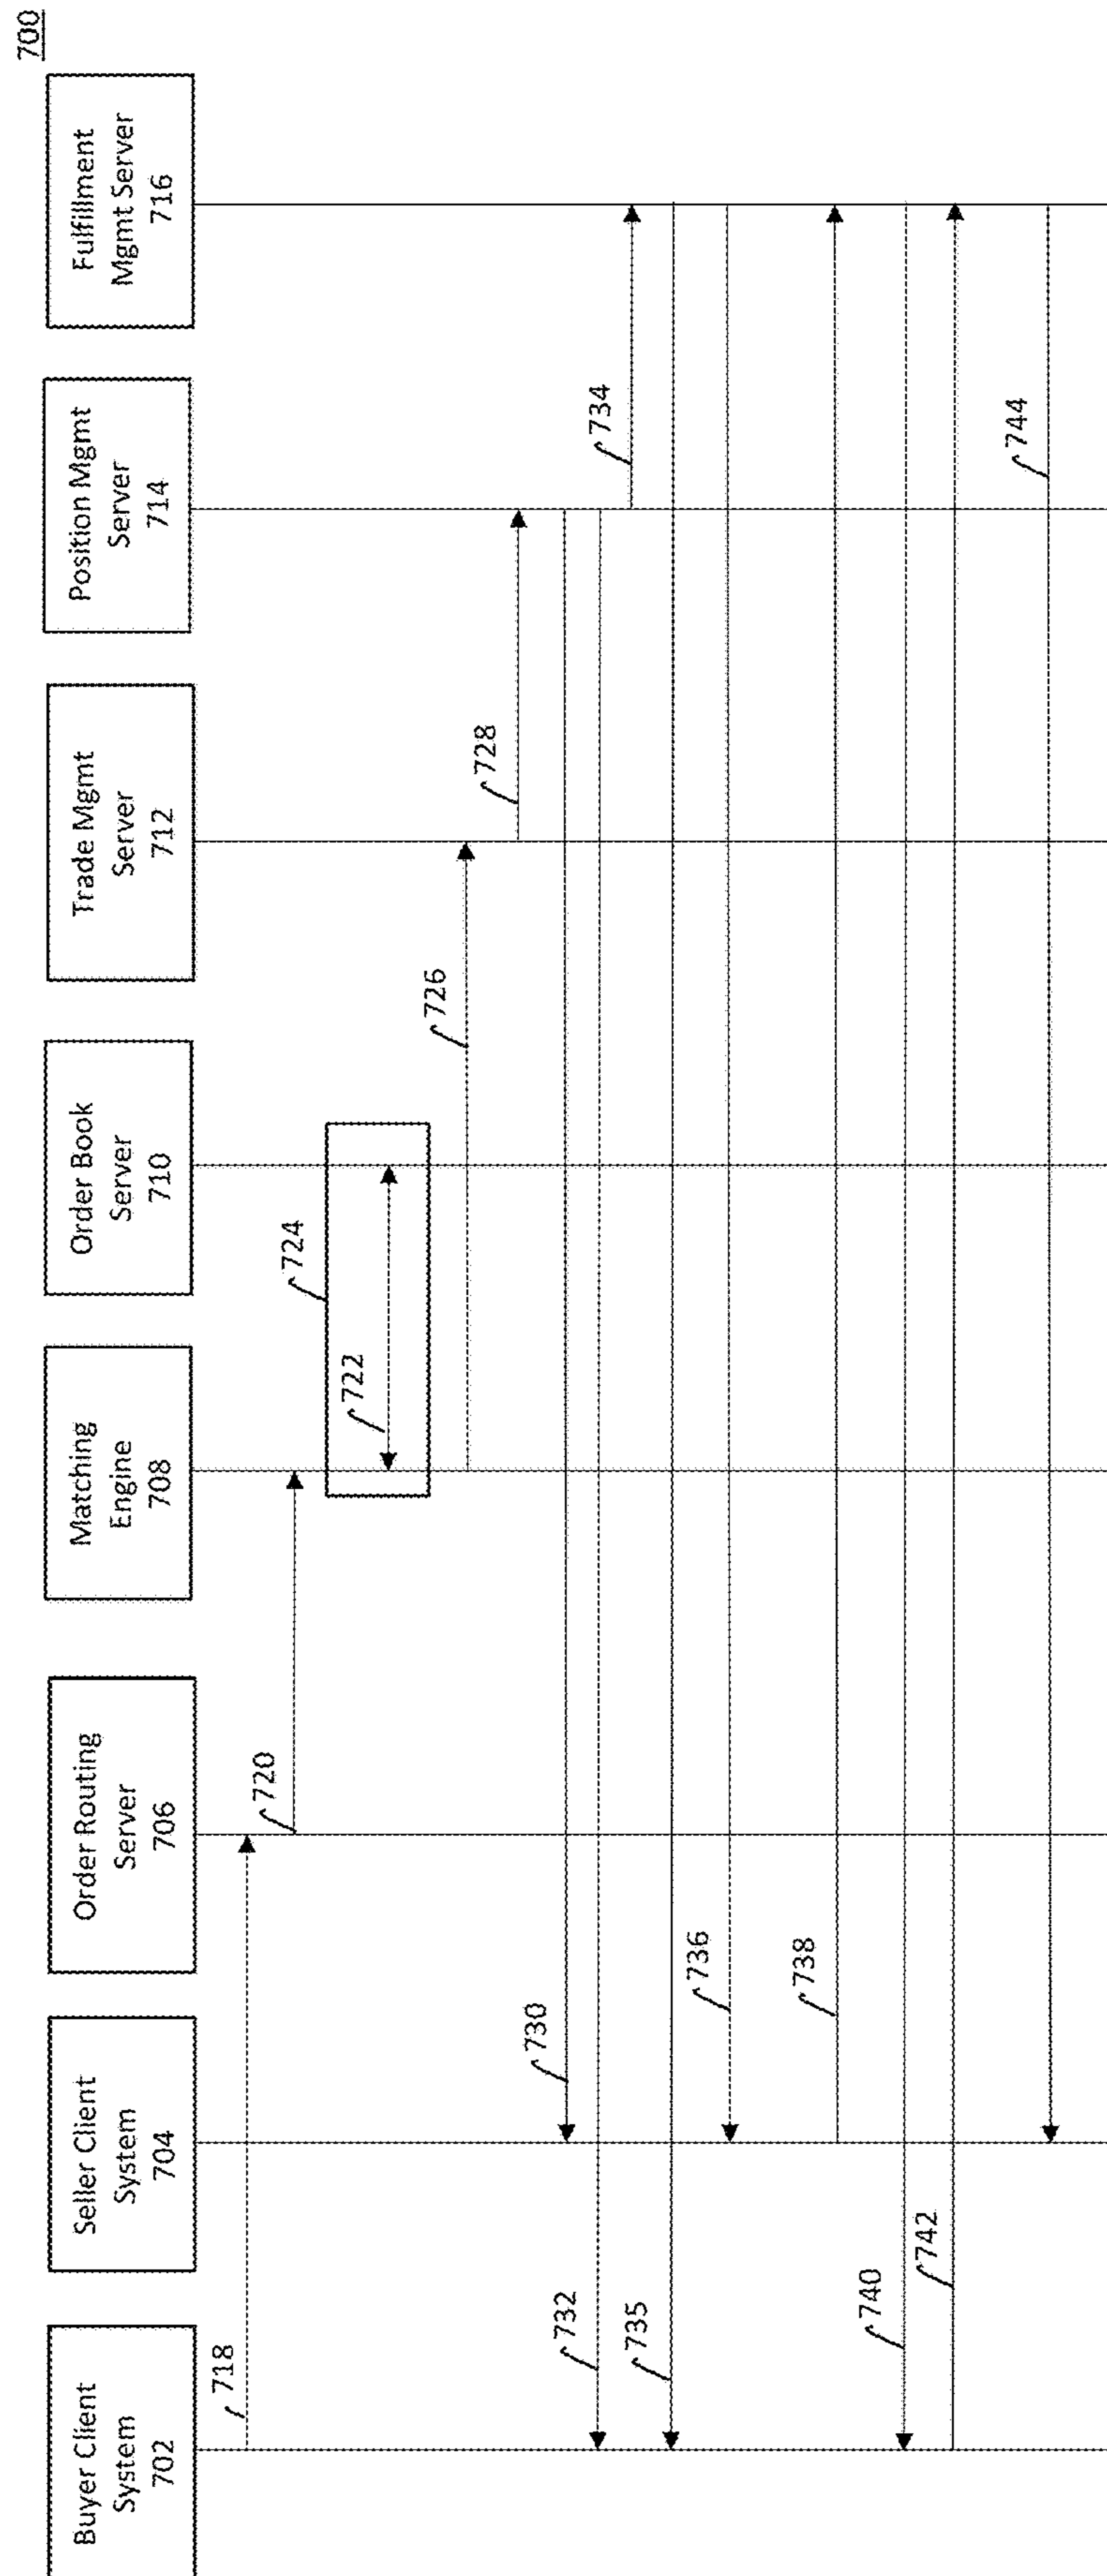 700
Buyer Client
System
702
Seller Client
System
704
Order Routing
Server
706
Matching
Engine
708
Order Book
Server
710
Trade Mgmt
Server
712
Position Mgmt
Server
714
Fulfillment
Mgmt Server
716
718
720
724
722
726
728
730
732
734
735
736
738
740
742
744